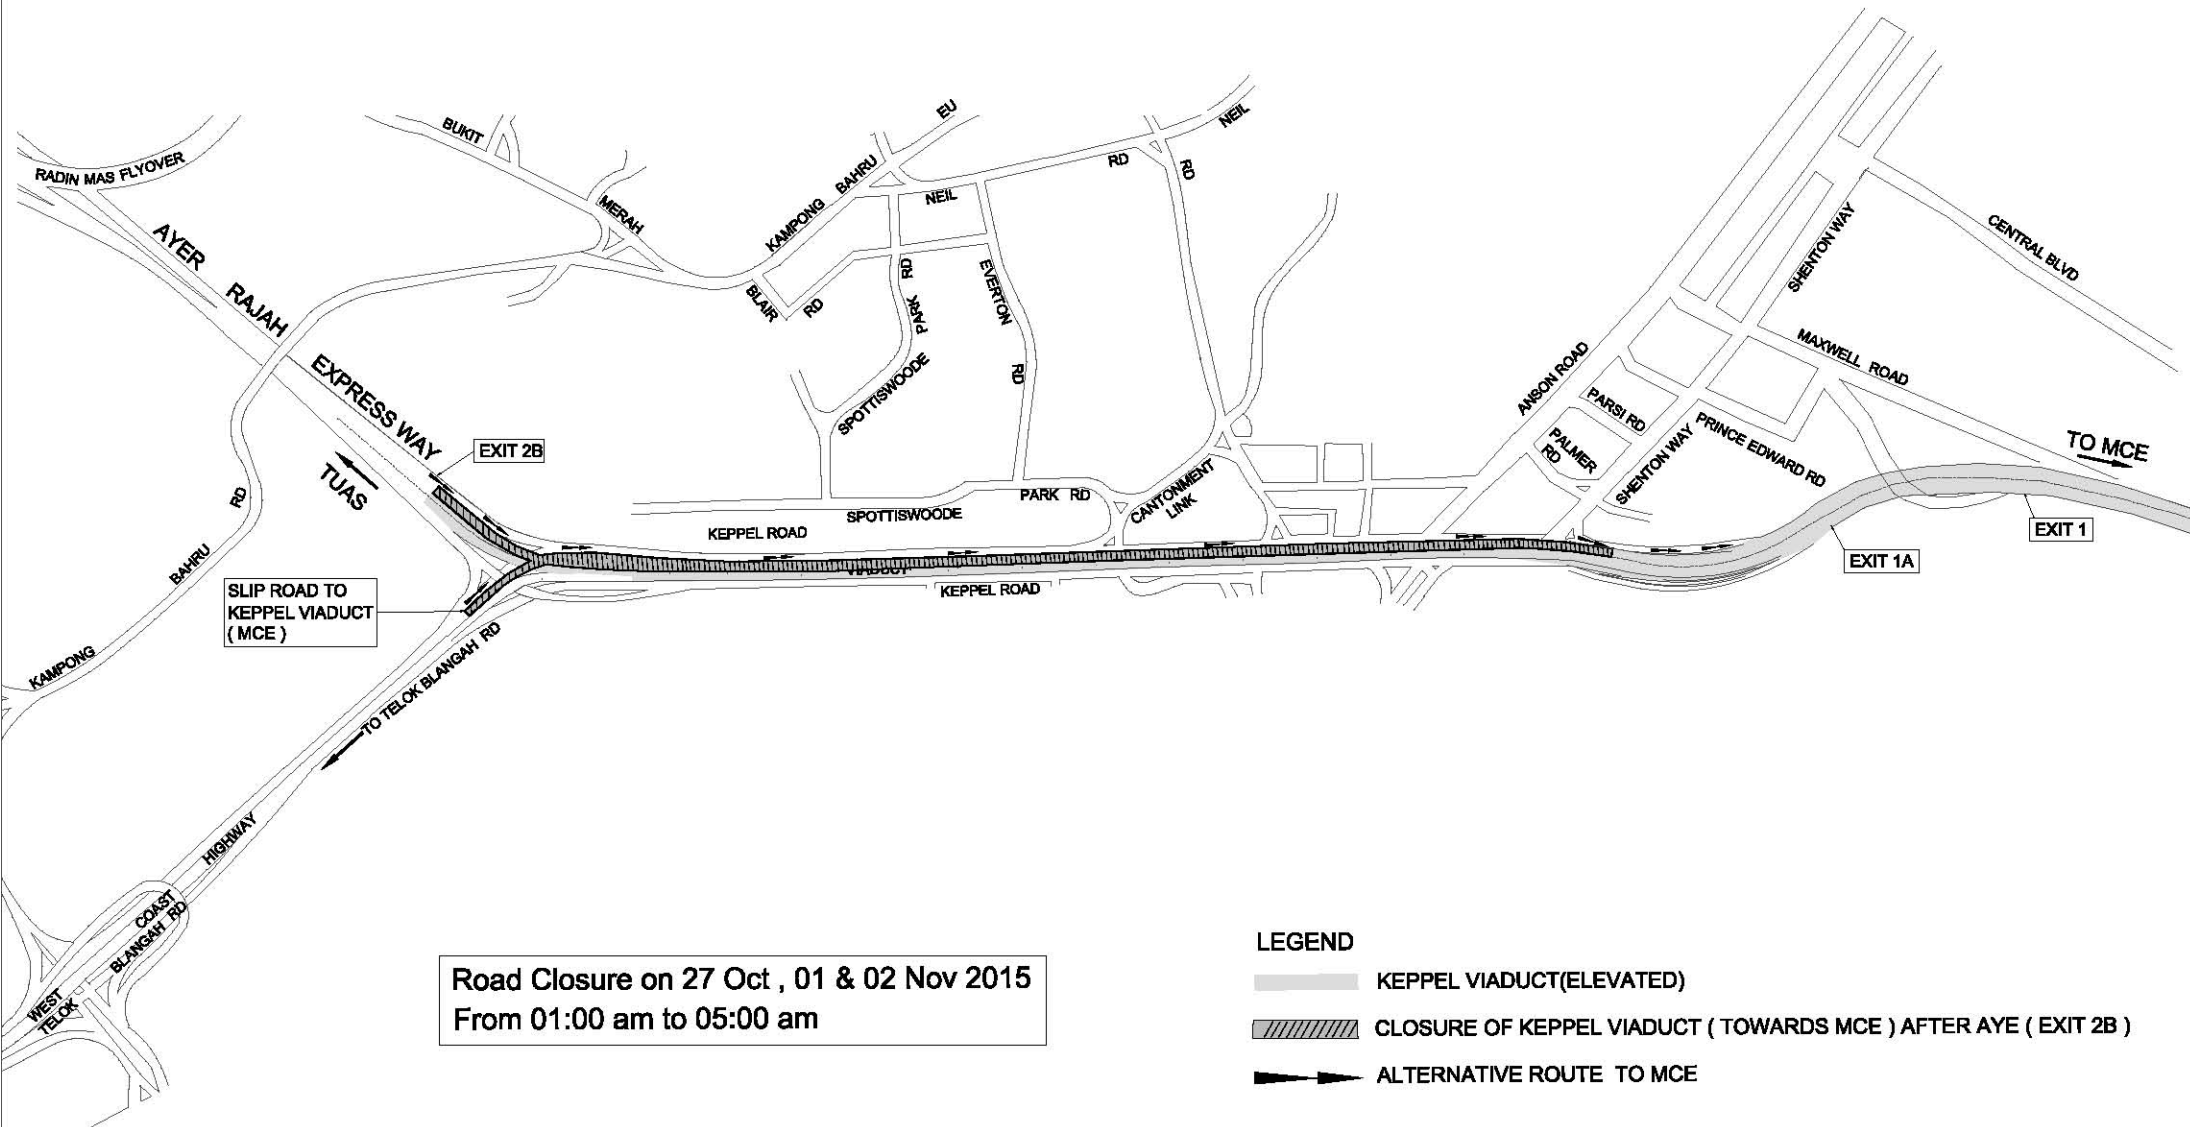 RADIN MAS FLYOVER
BUKIT
MERAH
KAMPONG
BAHRU
EU
NEIL
RD
NEIL
RD
BLAIR
RD
PARK RD
SPOTTISWOODE
EVERTON
RD
AYER
RAJAH
EXPRESS WAY
TUAS
EXIT 2B
KEPPEL ROAD
SPOTTISWOODE
PARK RD
CANTONMENT
LINK
ANSON ROAD
PARSI RD
PALMER
RD
SHENTON WAY
SHENTON WAY
CENTRAL BLVD
MAXWELL ROAD
PRINCE EDWARD RD
TO MCE
EXIT 1
EXIT 1A
VIADUCT
KEPPEL ROAD
SLIP ROAD TO
KEPPEL VIADUCT
( MCE )
KAMPONG
BAHRU
RD
TO TELOK BLANGAH RD
WEST
COAST
HIGHWAY
TELOK
BLANGAH RD
Road Closure on 27 Oct , 01 & 02 Nov 2015
From 01:00 am to 05:00 am
LEGEND
KEPPEL VIADUCT(ELEVATED)
CLOSURE OF KEPPEL VIADUCT ( TOWARDS MCE ) AFTER AYE ( EXIT 2B )
ALTERNATIVE ROUTE TO MCE